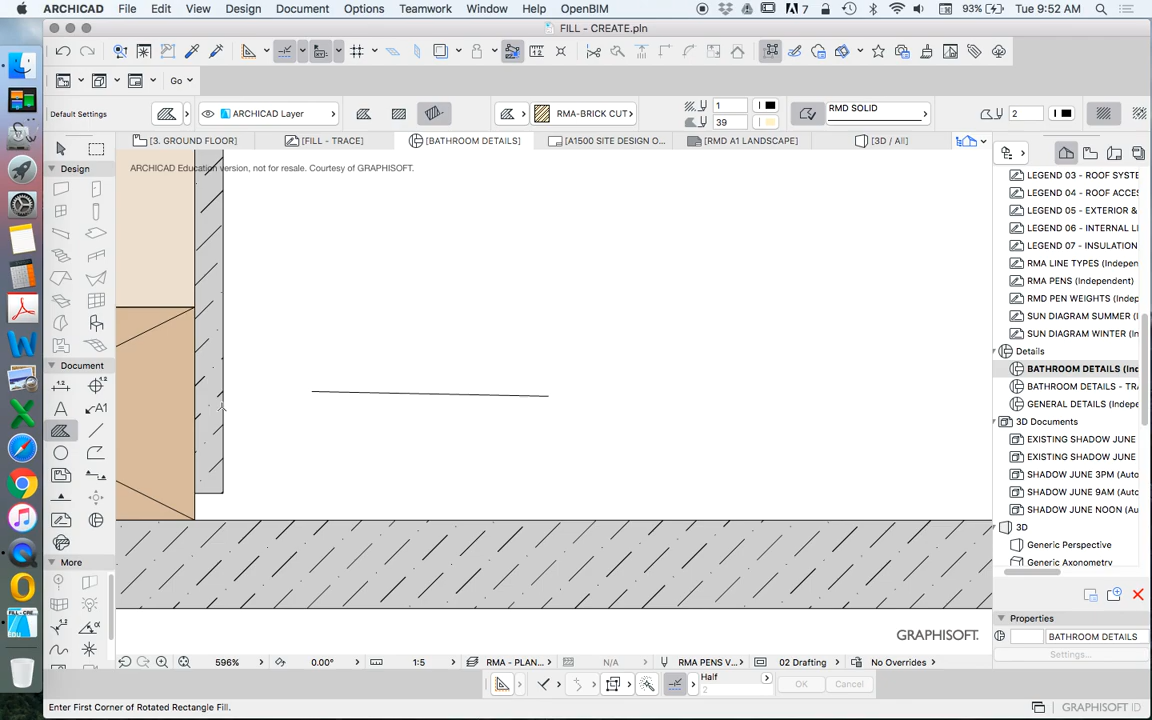 ARCHICAD File Edit View Design Document Options Teamwork Window Help OpenBIM 7 93% Tue 9:52 AM
FILL - CREATE.pln
Go
Default Settings ARCHICAD Layer RMA-BRICK CUT 1 39 RMD SOLID 2
[3. GROUND FLOOR] [FILL - TRACE] [BATHROOM DETAILS] [A1500 SITE DESIGN O... [RMD A1 LANDSCAPE] [3D / All]
ARCHICAD Education version, not for resale. Courtesy of GRAPHISOFT.
Design
Document
1.2
A A1
More
LEGEND 03 - ROOF SYSTE
LEGEND 04 - ROOF ACCES
LEGEND 05 - EXTERIOR &
LEGEND 06 - INTERNAL LI
LEGEND 07 - INSULATION
RMA LINE TYPES (Indepen
RMA PENS (Independent)
RMD PEN WEIGHTS (Indep
SUN DIAGRAM SUMMER (In
SUN DIAGRAM WINTER (In
Details
BATHROOM DETAILS (Inc
BATHROOM DETAILS - TRA
GENERAL DETAILS (Indepe
3D Documents
EXISTING SHADOW JUNE
EXISTING SHADOW JUNE
SHADOW JUNE 3PM (Auto
SHADOW JUNE 9AM (Auto
SHADOW JUNE NOON (Au
3D
Generic Perspective
Generic Axonometry
Properties
BATHROOM DETAILS
Settings...
GRAPHISOFT.
596% 0.00° 1:5 RMA - PLAN... N/A RMA PENS V... 02 Drafting No Overrides
Half
2
OK Cancel
Enter First Corner of Rotated Rectangle Fill.
GRAPHISOFT ID